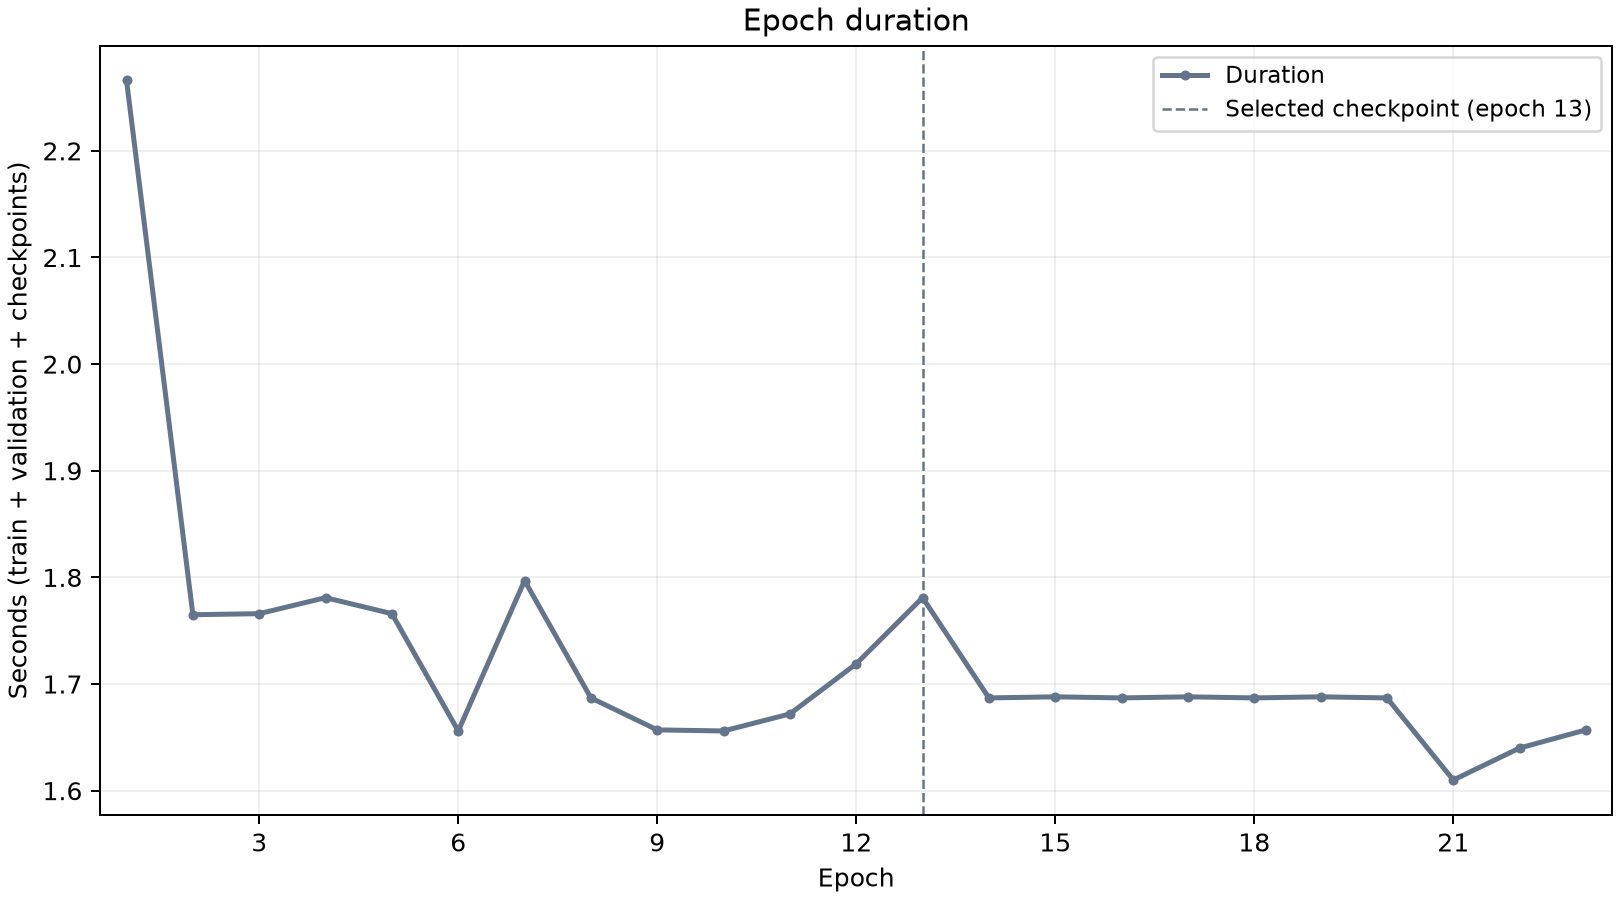 Epoch duration
Duration
Selected checkpoint (epoch 13)
Seconds (train + validation + checkpoints)
2.2
2.1
2.0
1.9
1.8
1.7
1.6
3 6 9 12 15 18 21
Epoch